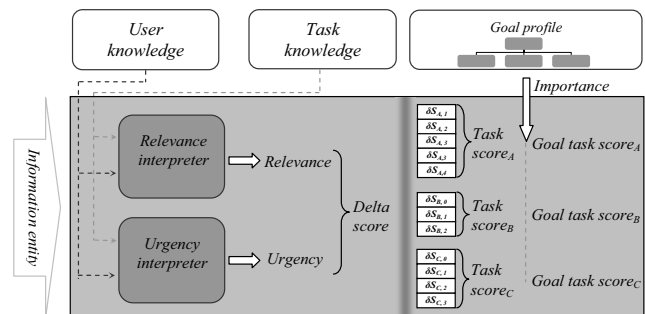 User
knowledge
Task
knowledge
Goal profile
Importance
Information entity
Relevance
interpreter
Relevance
Urgency
interpreter
Urgency
Delta
score
δS_A, 1
δS_A, 2
δS_A, 3
δS_A,3
δS_A,4
Task
score_A
Goal task score_A
δS_B, 0
δS_B, 1
δS_B, 2
Task
score_B
Goal task score_B
δS_C, 0
δS_C, 1
δS_C, 2
δS_C, 3
Task
score_C
Goal task score_C